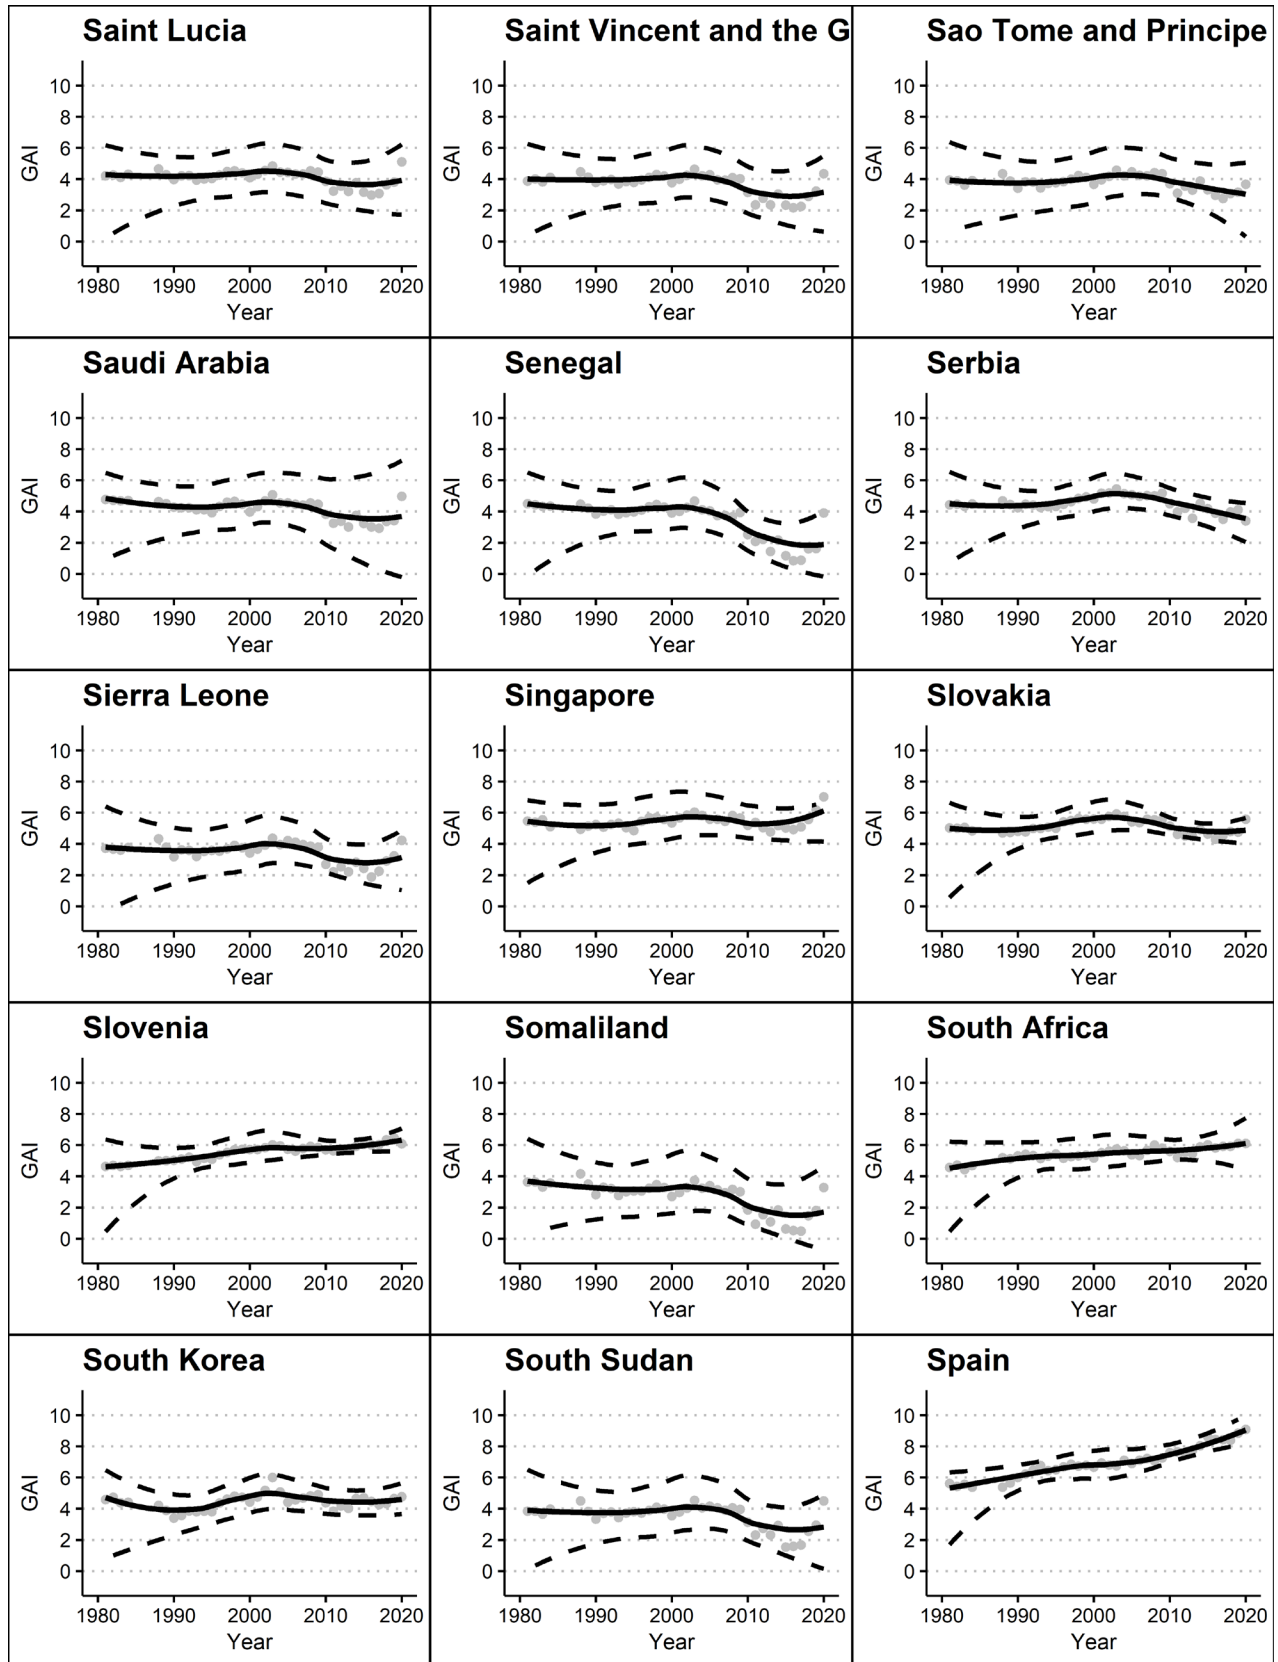 Saint Lucia
GAI
10
8
6
4
2
0
1980 1990 2000 2010 2020
Year
Saint Vincent and the G
GAI
10
8
6
4
2
0
1980 1990 2000 2010 2020
Year
Sao Tome and Principe
GAI
10
8
6
4
2
0
1980 1990 2000 2010 2020
Year
Saudi Arabia
GAI
10
8
6
4
2
0
1980 1990 2000 2010 2020
Year
Senegal
GAI
10
8
6
4
2
0
1980 1990 2000 2010 2020
Year
Serbia
GAI
10
8
6
4
2
0
1980 1990 2000 2010 2020
Year
Sierra Leone
GAI
10
8
6
4
2
0
1980 1990 2000 2010 2020
Year
Singapore
GAI
10
8
6
4
2
0
1980 1990 2000 2010 2020
Year
Slovakia
GAI
10
8
6
4
2
0
1980 1990 2000 2010 2020
Year
Slovenia
GAI
10
8
6
4
2
0
1980 1990 2000 2010 2020
Year
Somaliland
GAI
10
8
6
4
2
0
1980 1990 2000 2010 2020
Year
South Africa
GAI
10
8
6
4
2
0
1980 1990 2000 2010 2020
Year
South Korea
GAI
10
8
6
4
2
0
1980 1990 2000 2010 2020
Year
South Sudan
GAI
10
8
6
4
2
0
1980 1990 2000 2010 2020
Year
Spain
GAI
10
8
6
4
2
0
1980 1990 2000 2010 2020
Year